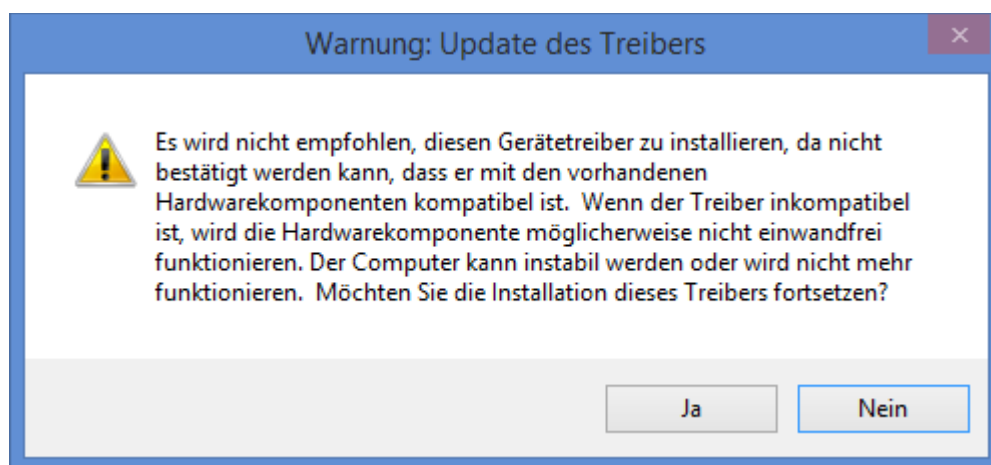 Warnung: Update des Treibers
Es wird nicht empfohlen, diesen Gerätetreiber zu installieren, da nicht
bestätigt werden kann, dass er mit den vorhandenen
Hardwarekomponenten kompatibel ist.  Wenn der Treiber inkompatibel
ist, wird die Hardwarekomponente möglicherweise nicht einwandfrei
funktionieren. Der Computer kann instabil werden oder wird nicht mehr
funktionieren.  Möchten Sie die Installation dieses Treibers fortsetzen?
Ja
Nein